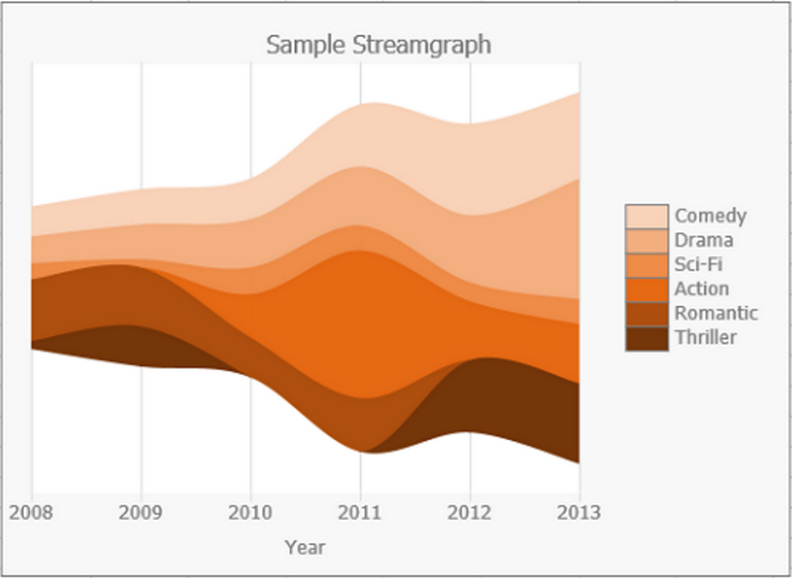 Sample Streamgraph
Comedy
Drama
Sci-Fi
Action
Romantic
Thriller
2008 2009 2010 2011 2012 2013
Year